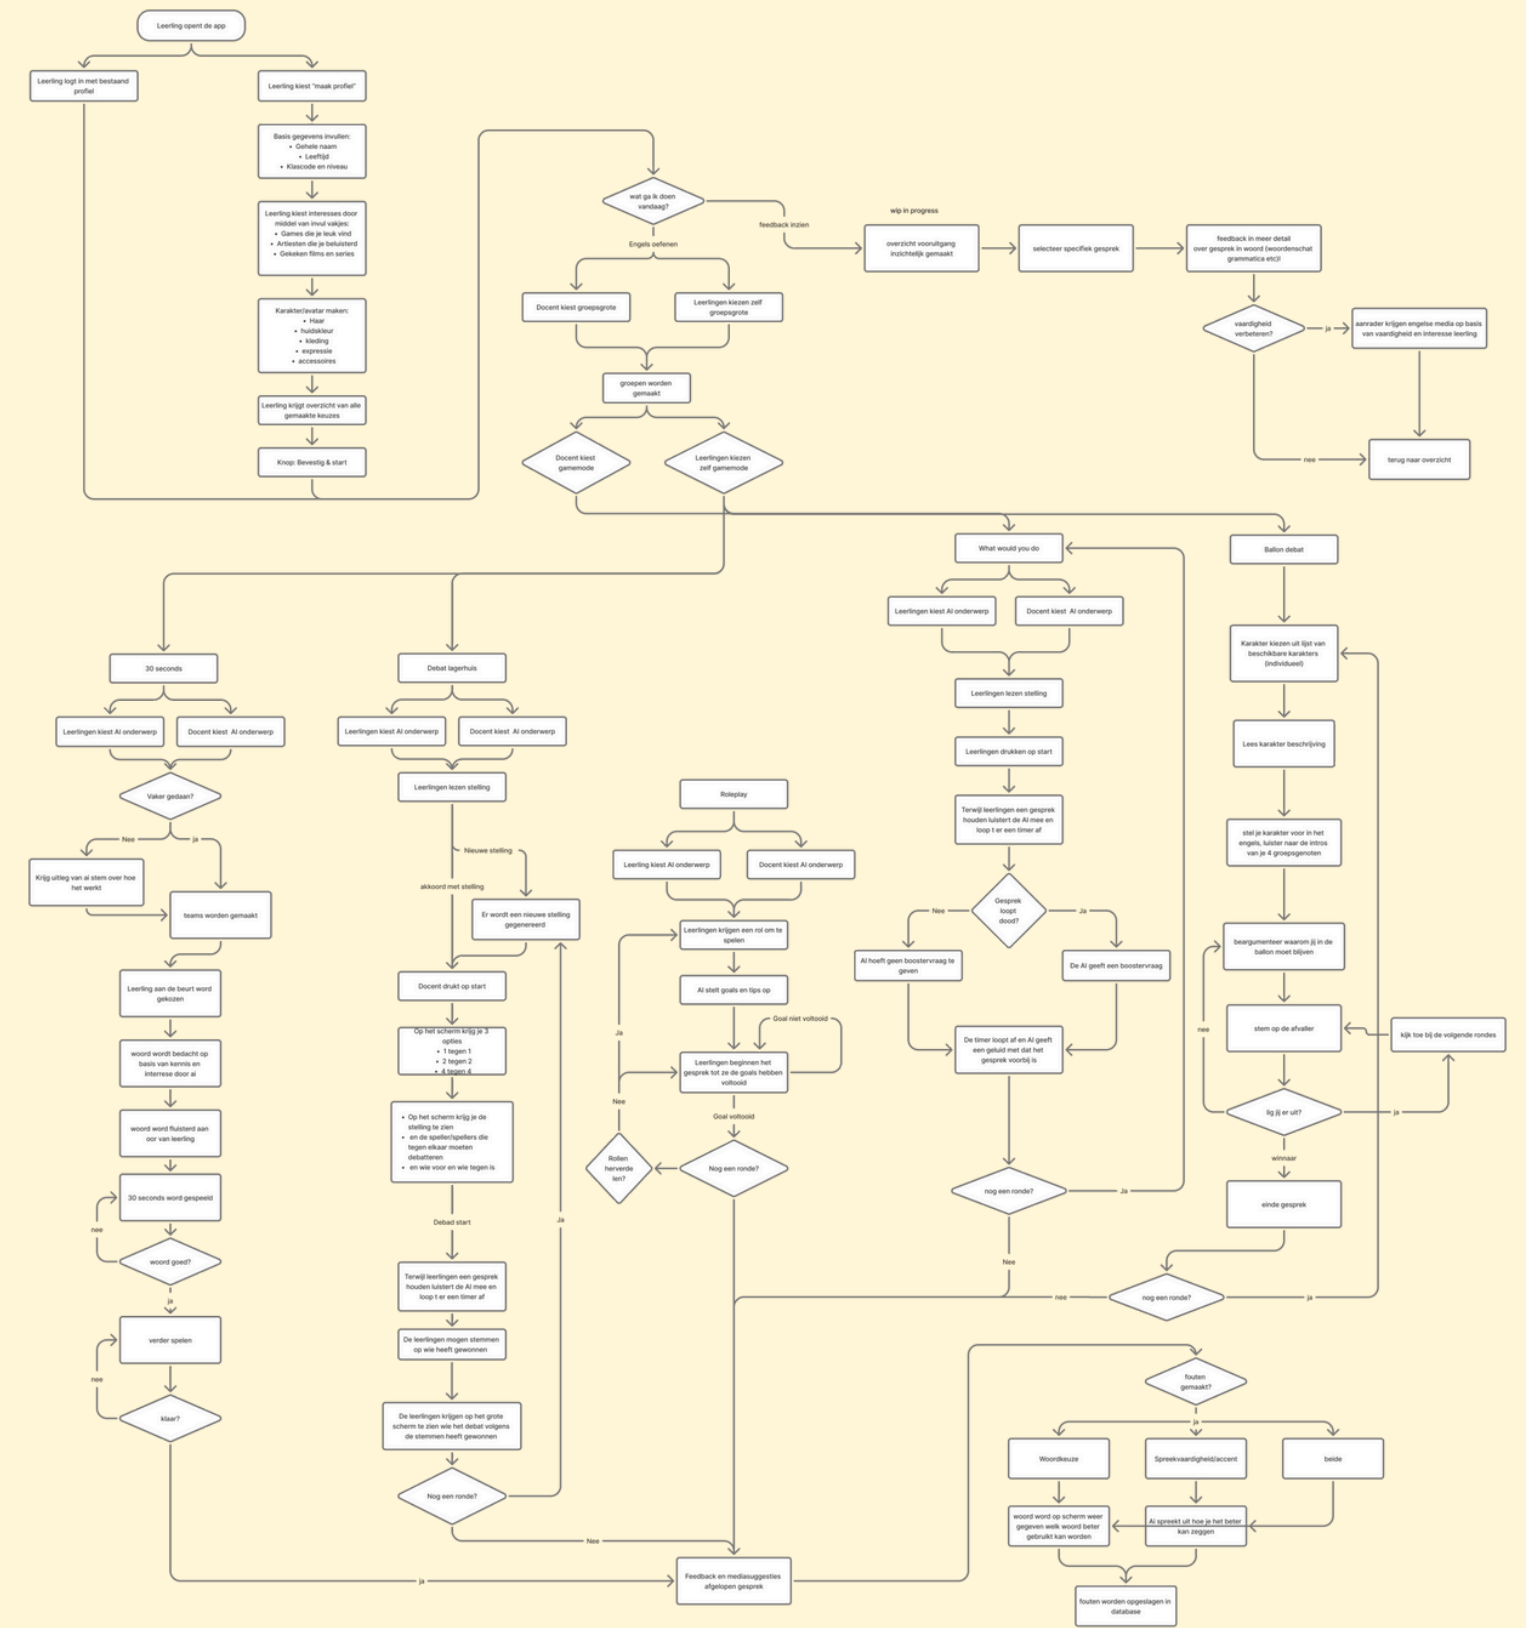 Leerling opent de app
Leerling logt in met bestaand
profiel
Leerling kiest "maak profiel"
Basis gegevens invullen:
• Gehele naam
• Leeftijd
• Klascode en niveau
Leerling kiest interesses door
middel van invul vakjes:
• Games die je leuk vind
• Artiesten die je beluisterd
• Gekeken films en series
Karakter/avatar maken:
• Haar
• huidskleur
• kleding
• expressie
• accessoires
Leerling krijgt overzicht van alle
gemaakte keuzes
Knop: Bevestig & start
wat ga ik doen
vandaag?
feedback inzien
wip in progress
overzicht vooruitgang
inzichtelijk gemaakt
selecteer specifiek gesprek
feedback in meer detail
over gesprek in woord (woordenschat
grammatica etc)l
vaardigheid
verbeteren?
ja
aanrader krijgen engelse media op basis
van vaardigheid en interesse leerling
nee
terug naar overzicht
Engels oefenen
Docent kiest groepsgrote
Leerlingen kiezen zelf
groepsgrote
groepen worden
gemaakt
Docent kiest
gamemode
Leerlingen kiezen
zelf gamemode
30 seconds
Leerlingen kiest AI onderwerp
Docent kiest  AI onderwerp
Vaker gedaan?
Nee
ja
Krijg uitleg van ai stem over hoe
het werkt
teams worden gemaakt
Leerling aan de beurt word
gekozen
woord wordt bedacht op
basis van kennis en
interrese door ai
woord word fluisterd aan
oor van leerling
30 seconds word gespeeld
nee
woord goed?
ja
verder spelen
nee
klaar?
ja
Debat lagerhuis
Leerlingen kiest AI onderwerp
Docent kiest  AI onderwerp
Leerlingen lezen stelling
Nieuwe stelling
akkoord met stelling
Er wordt een nieuwe stelling
gegenereerd
Docent drukt op start
Op het scherm krijg je 3
opties
• 1 tegen 1
• 2 tegen 2
• 4 tegen 4
• Op het scherm krijg je de
stelling te zien
• en de speller/spellers die
tegen elkaar moeten
debatteren
• en wie voor en wie tegen is
Debad start
Ja
Terwijl leerlingen een gesprek
houden luistert de AI mee en
loop t er een timer af
De leerlingen mogen stemmen
op wie heeft gewonnen
De leerlingen krijgen op het grote
scherm te zien wie het debat volgens
de stemmen heeft gewonnen
Nog een ronde?
Nee
Roleplay
Leerling kiest AI onderwerp
Docent kiest AI onderwerp
Leerlingen krijgen een rol om te
spelen
AI stelt goals en tips op
Goal niet voltooid
Ja
Leerlingen beginnen het
gesprek tot ze de goals hebben
voltooid
Nee
Goal voltooid
Rollen
herverde
len?
Nog een ronde?
What would you do
Leerlingen kiest AI onderwerp
Docent kiest  AI onderwerp
Leerlingen lezen stelling
Leerlingen drukken op start
Terwijl leerlingen een gesprek
houden luistert de AI mee en
loop t er een timer af
Gesprek
loopt
dood?
Nee
Ja
AI hoeft geen boostervraag te
geven
De AI geeft een boostervraag
De timer loopt af en AI geeft
een geluid met dat het
gesprek voorbij is
nog een ronde?
Ja
Nee
Ballon debat
Karakter kiezen uit lijst van
beschikbare karakters
(individueel)
Lees karakter beschrijving
stel je karakter voor in het
engels, luister naar de intros
van je 4 groepsgenoten
beargumenteer waarom jij in de
ballon moet blijven
nee
stem op de afvaller
kijk toe bij de volgende rondes
lig jij er uit?
ja
winnaar
einde gesprek
nog een ronde?
nee
ja
Feedback en mediasuggesties
afgelopen gesprek
fouten
gemaakt?
ja
Woordkeuze
Spreekvaardigheid/accent
beide
woord word op scherm weer
gegeven welk woord beter
gebruikt kan worden
Ai spreekt uit hoe je het beter
kan zeggen
fouten worden opgeslagen in
database